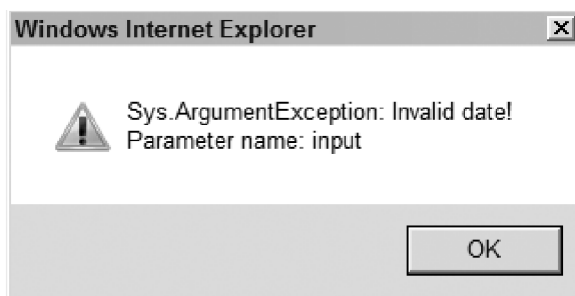 Windows Internet Explorer
Sys.ArgumentException: Invalid date!
Parameter name: input
OK